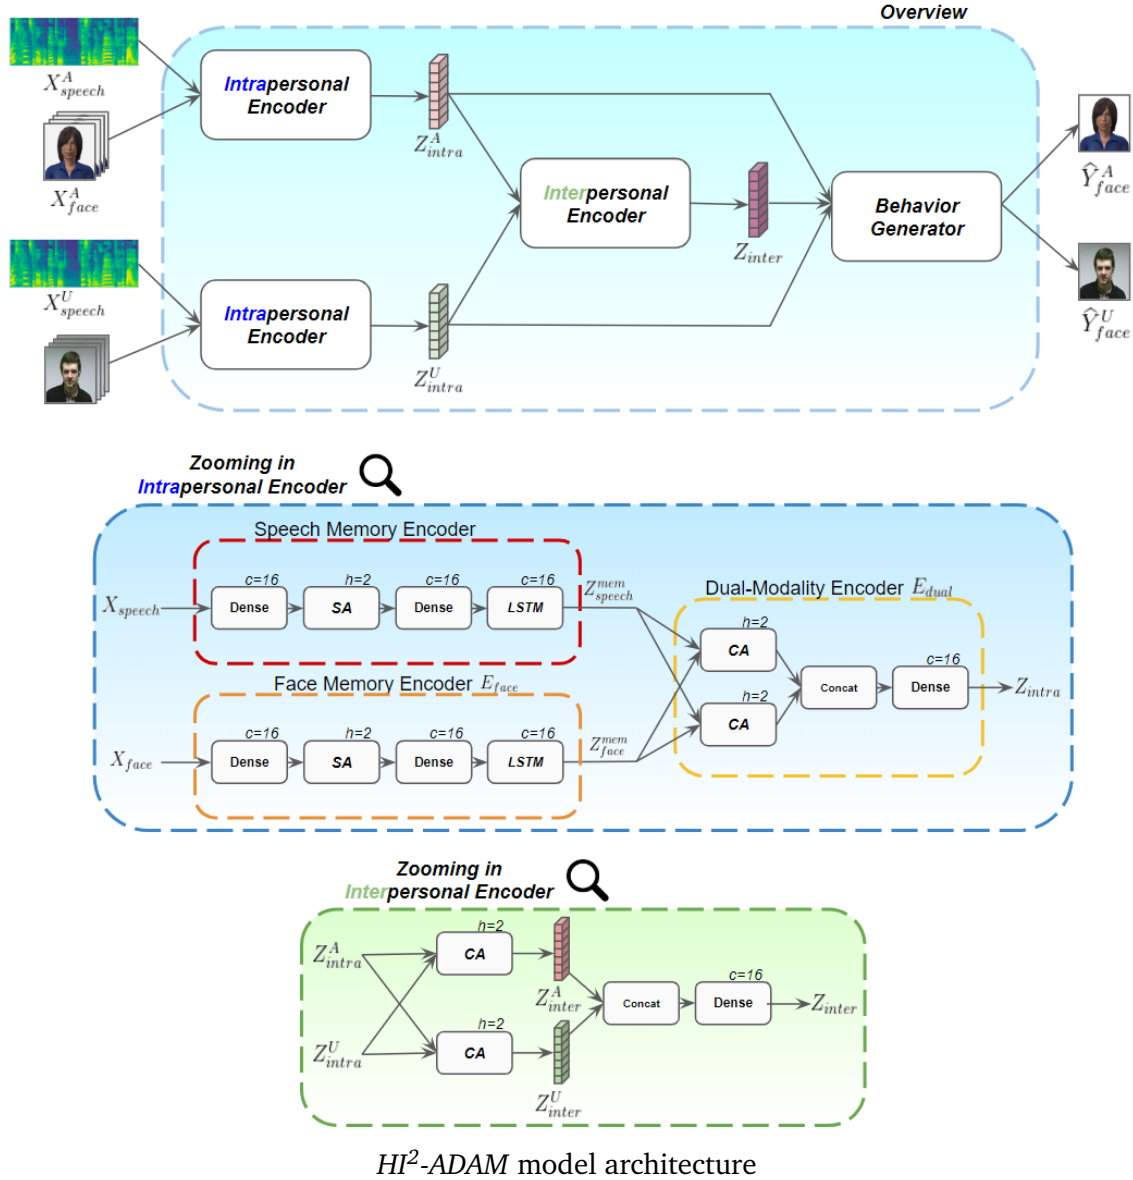 Overview
X^A_speech
X^A_face
X^U_speech
Intrapersonal
Encoder
Z^A_intra
Interpersonal
Encoder
Z_inter
Intrapersonal
Encoder
Z^U_intra
Behavior
Generator
Ŷ^A_face
Ŷ^U_face
Zooming in
Intrapersonal Encoder
Speech Memory Encoder
X_speech
c=16
Dense
h=2
SA
c=16
Dense
c=16
LSTM
Z^mem_speech
Face Memory Encoder E_face
X_face
c=16
Dense
h=2
SA
c=16
Dense
c=16
LSTM
Z^mem_face
Dual-Modality Encoder E_dual
h=2
CA
h=2
CA
Concat
c=16
Dense
Z_intra
Zooming in
Interpersonal Encoder
Z^A_intra
Z^U_intra
h=2
CA
h=2
CA
Z^A_inter
Z^U_inter
Concat
c=16
Dense
Z_inter
HI²-ADAM model architecture